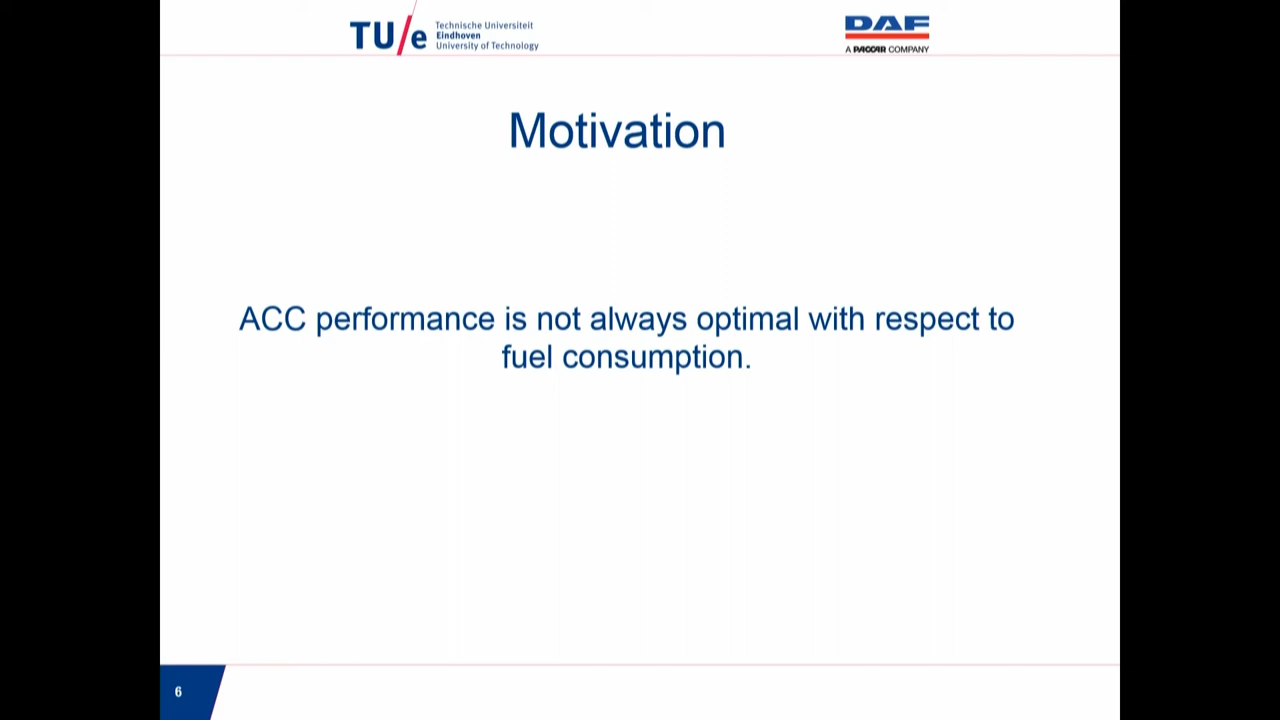 TU/e
Technische Universiteit
Eindhoven
University of Technology
DAF
A PACCAR COMPANY
Motivation
ACC performance is not always optimal with respect to
fuel consumption.
6